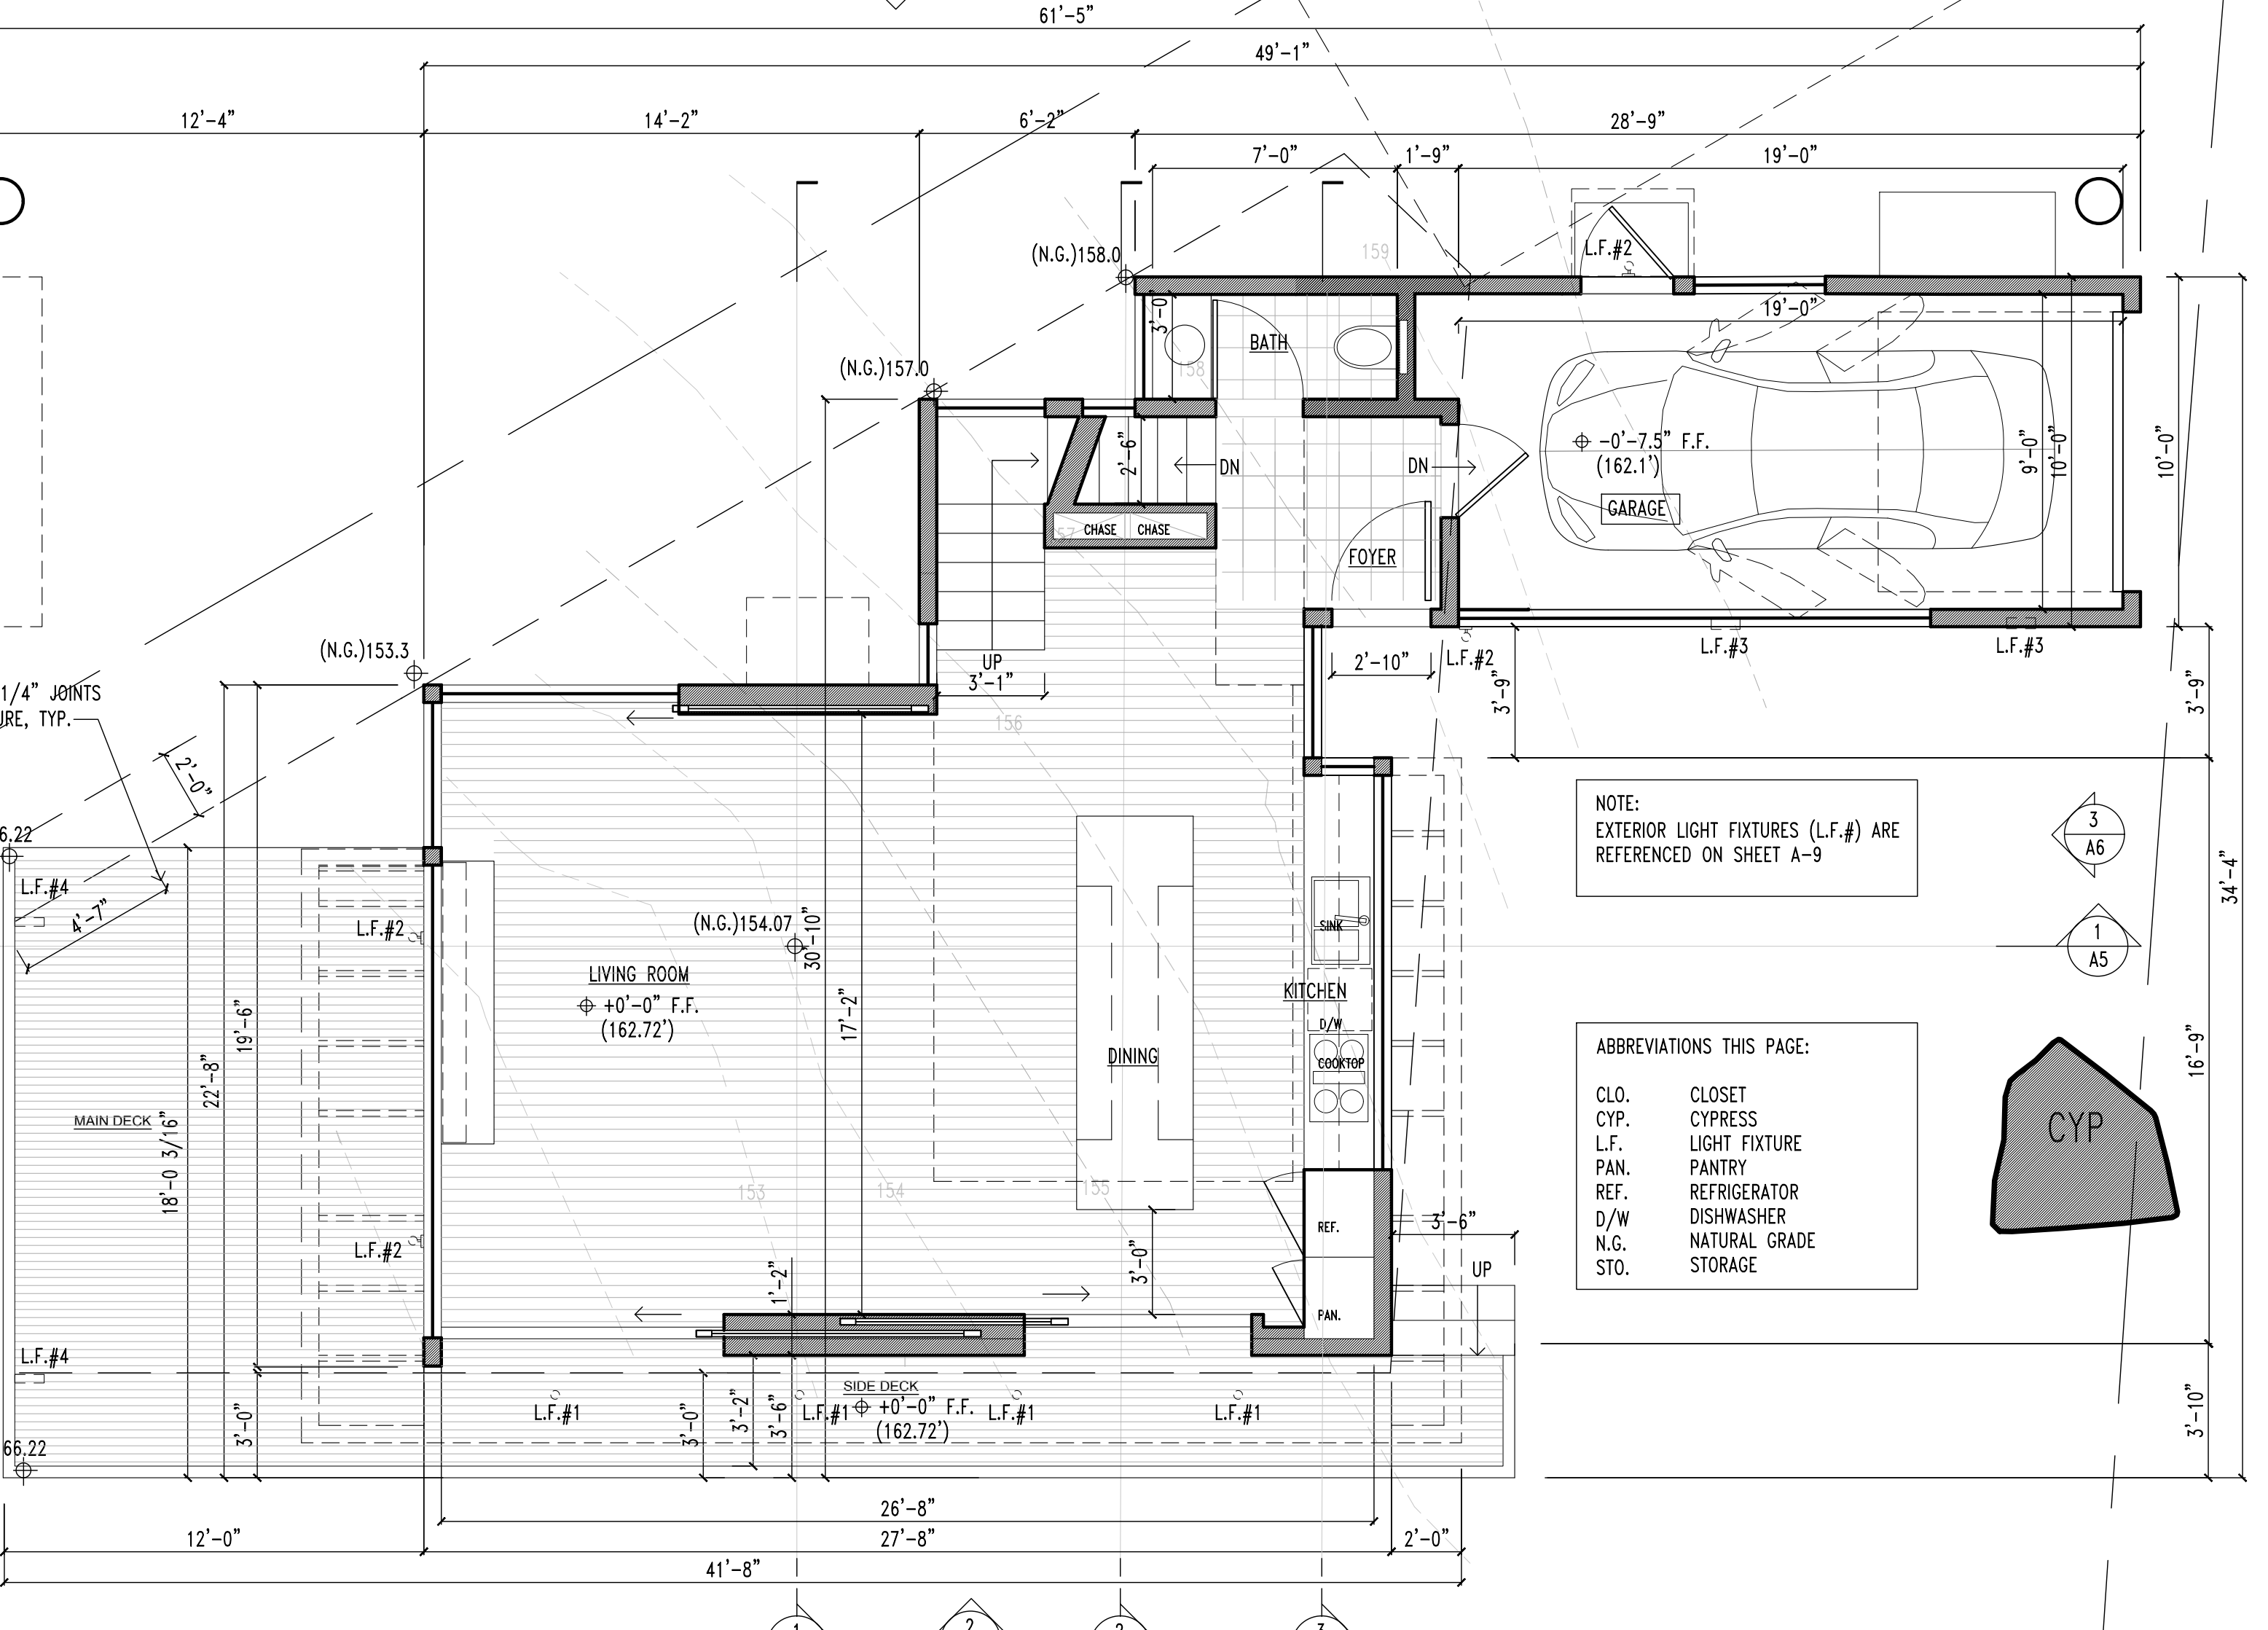 61'-5"
49'-1"
12'-4"
14'-2"
6'-2"
28'-9"
7'-0"
1'-9"
19'-0"
(N.G.)158.0
159
L.F.#2
3'-0
BATH
19'-0"
158
(N.G.)157.0
2'-6"
DN
DN
-0'-7.5" F.F.
(162.1')
GARAGE
9'-0"
10'-0"
10'-0"
CHASE
CHASE
57
FOYER
(N.G.)153.3
UP
3'-1"
2'-10"
L.F.#2
L.F.#3
L.F.#3
3'-9"
3'-9"
1/4" JOINTS
URE, TYP.
156
2'-0"
NOTE:
EXTERIOR LIGHT FIXTURES (L.F.#) ARE
REFERENCED ON SHEET A-9
3
A6
6.22
L.F.#4
4'-7"
L.F.#2
(N.G.)154.07
30'-10"
SINK
34'-4"
1
A5
LIVING ROOM
+0'-0" F.F.
(162.72')
17'-2"
KITCHEN
D/W
COOKTOP
DINING
19'-6"
22'-8"
18'-0 3/16"
MAIN DECK
16'-9"
ABBREVIATIONS THIS PAGE:
CLO. CLOSET
CYP. CYPRESS
L.F. LIGHT FIXTURE
PAN. PANTRY
REF. REFRIGERATOR
D/W DISHWASHER
N.G. NATURAL GRADE
STO. STORAGE
CYP
153
154
155
REF.
3'-6"
L.F.#2
1'-2"
3'-0"
UP
PAN.
L.F.#4
SIDE DECK
+0'-0" F.F.
(162.72')
L.F.#1
L.F.#1
L.F.#1
L.F.#1
3'-0"
3'-0"
3'-2"
3'-6"
3'-10"
66.22
26'-8"
12'-0"
27'-8"
2'-0"
41'-8"
1
2
2
3